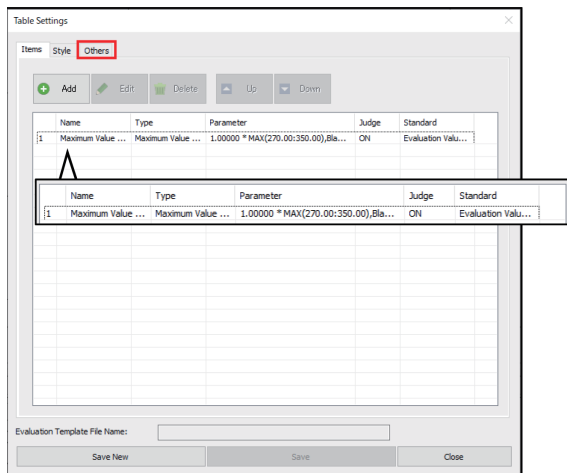 Table Settings
Items Style Others
Add Edit Delete Up Down
Name Type Parameter Judge Standard
1 Maximum Value ... Maximum Value ... 1.00000 * MAX(270.00:350.00),Bla... ON Evaluation Valu...
Name Type Parameter Judge Standard
1 Maximum Value ... Maximum Value ... 1.00000 * MAX(270.00:350.00),Bla... ON Evaluation Valu...
Evaluation Template File Name:
Save New Save Close